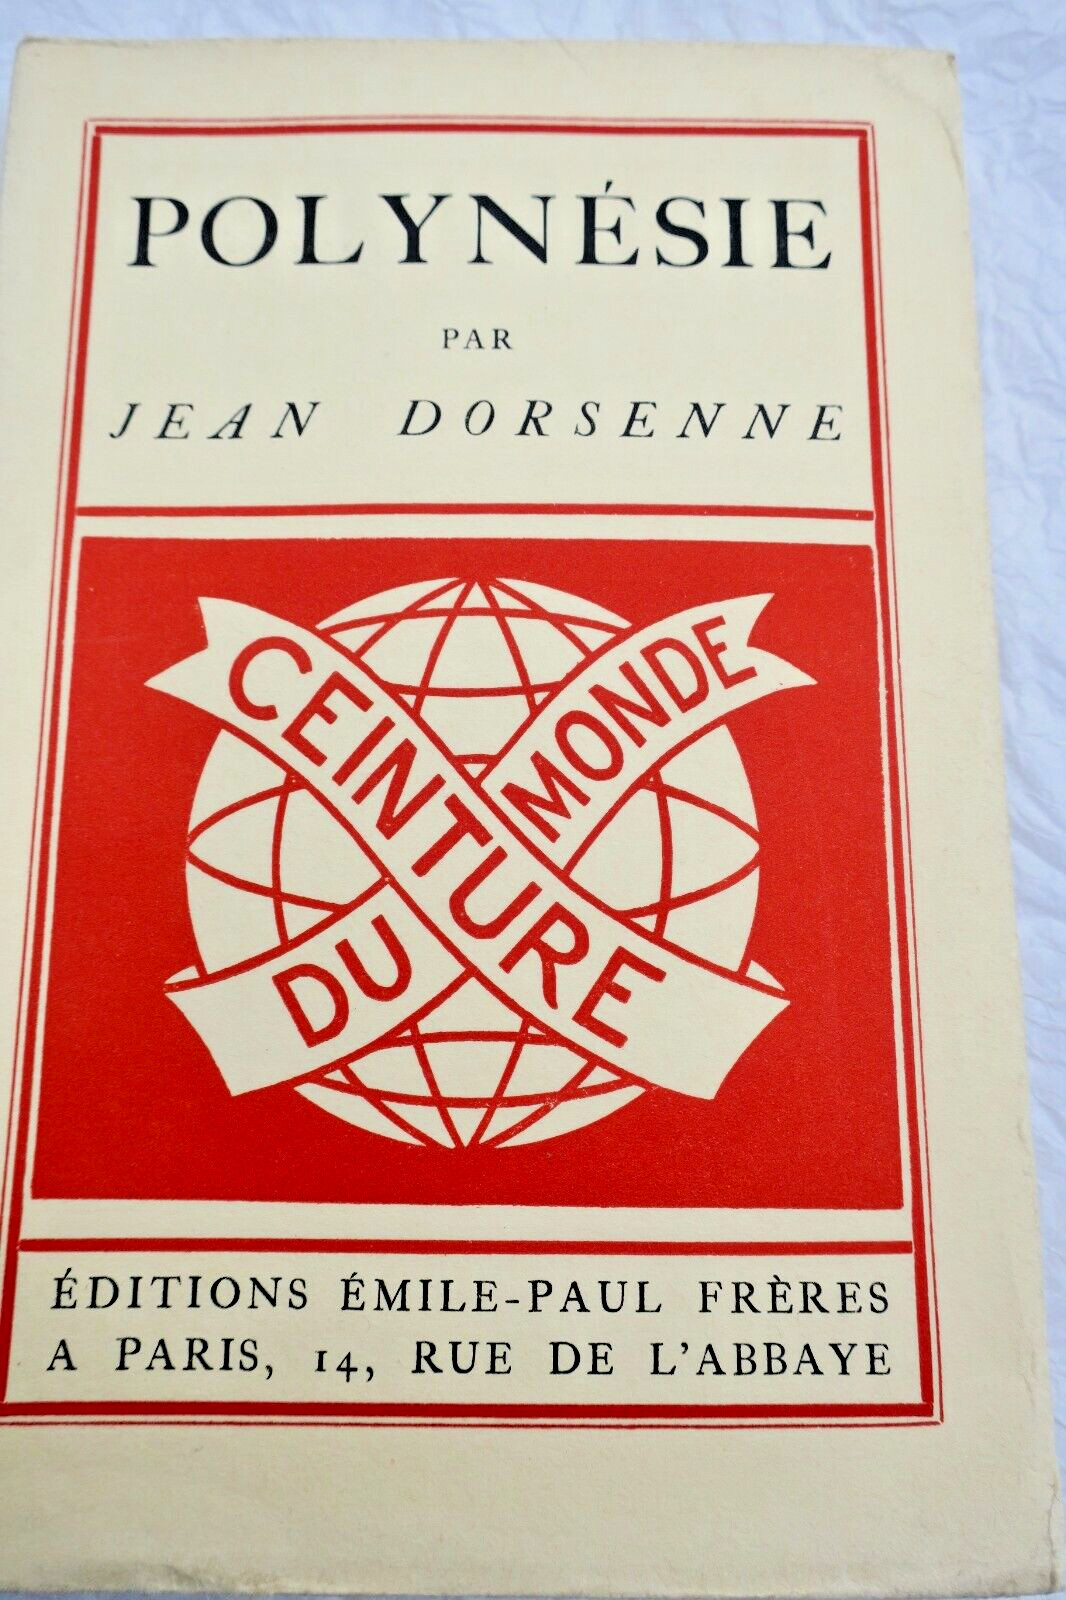 POLYNÉSIE
PAR
JEAN DORSENNE
CEINTURE
DU
MONDE
ÉDITIONS ÉMILE-PAUL FRÈRES
A PARIS, 14, RUE DE L'ABBAYE